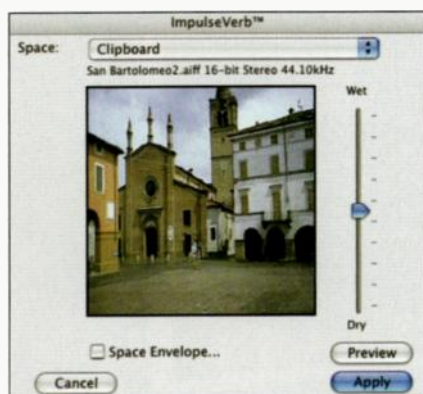 ImpulseVerb™
Space: Clipboard
San Bartolomeo2.aiff 16-bit Stereo 44.10kHz
Wet
Dry
Space Envelope...
Preview
Cancel
Apply